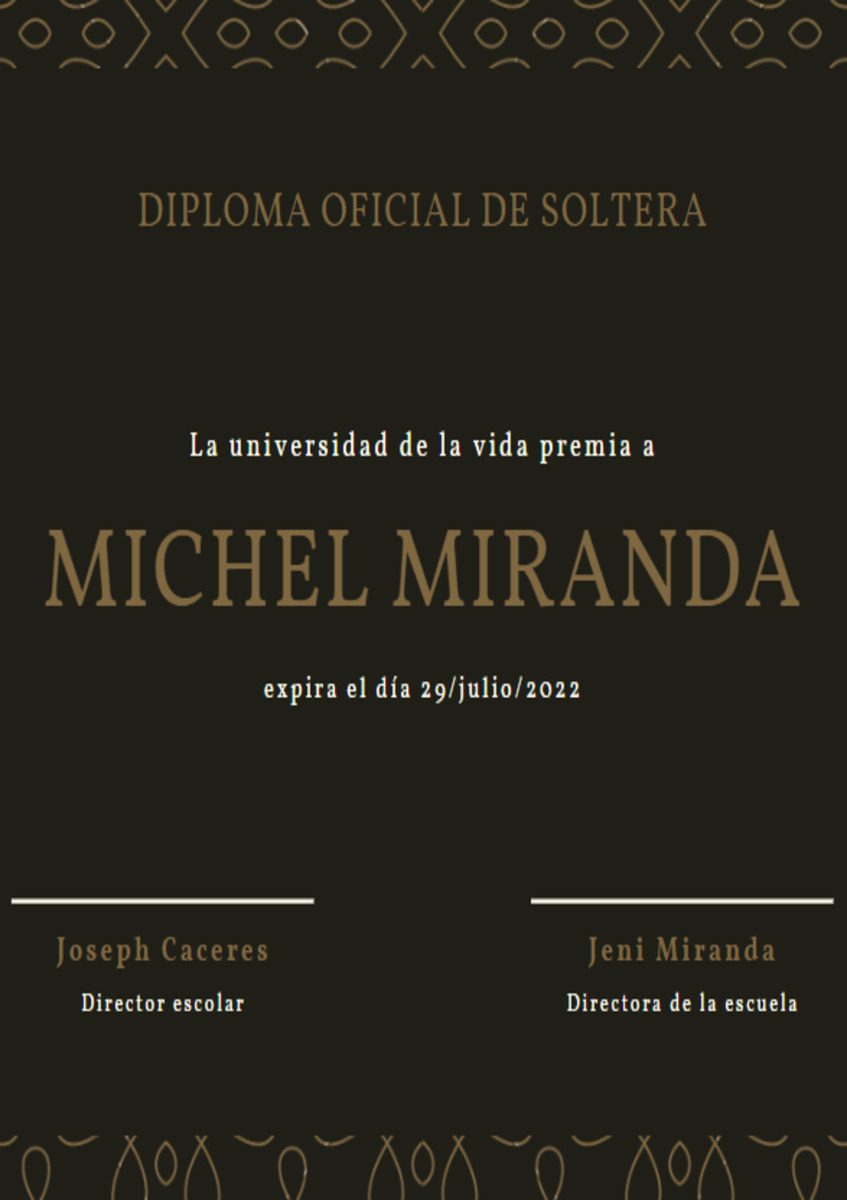 DIPLOMA OFICIAL DE SOLTERA
La universidad de la vida premia a
MICHEL MIRANDA
expira el día 29/julio/2022
Joseph Caceres
Director escolar
Jeni Miranda
Directora de la escuela